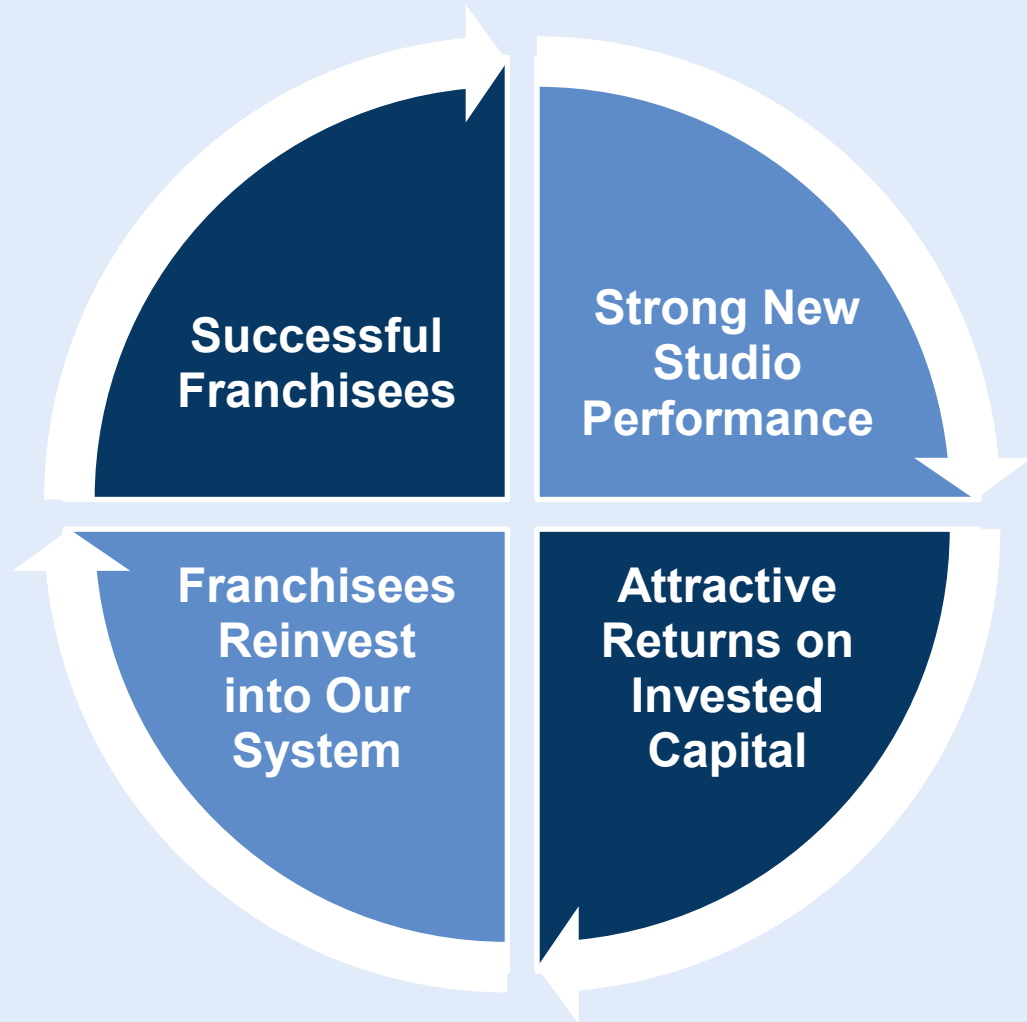 Successful
Franchisees
Strong New
Studio
Performance
Franchisees
Reinvest
into Our
System
Attractive
Returns on
Invested
Capital